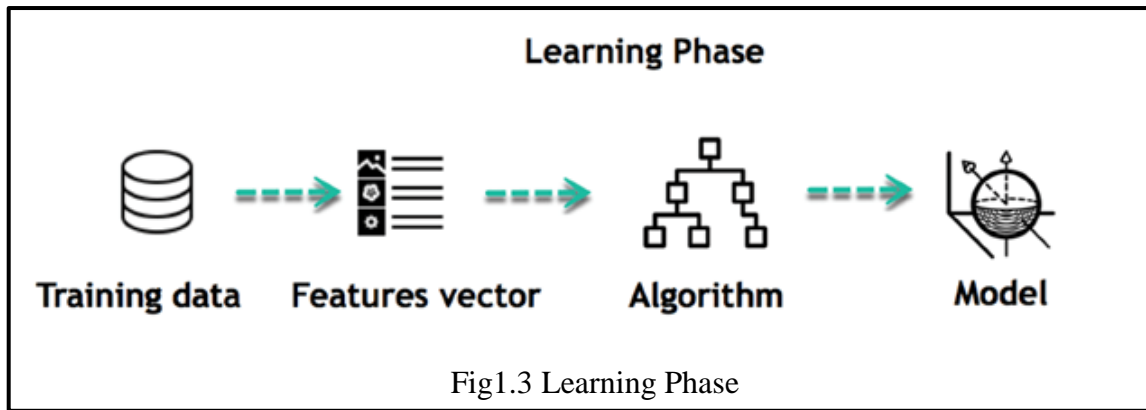 Learning Phase
Training data Features vector Algorithm Model
Fig1.3 Learning Phase